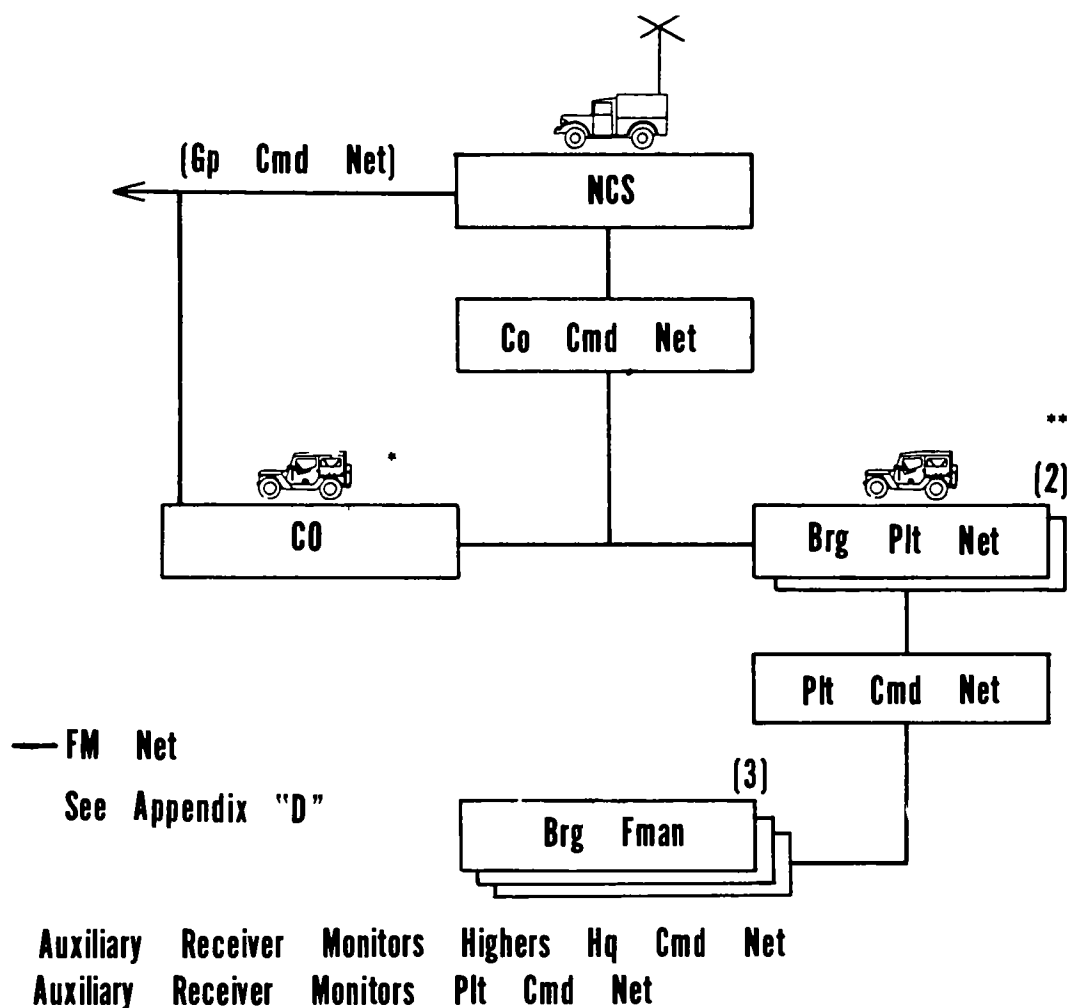 (Gp Cmd Net)
NCS
Co Cmd Net
*
**
(2)
CO
Brg Plt Net
Plt Cmd Net
— FM Net
See Appendix "D"
(3)
Brg Fman
Auxiliary Receiver Monitors Highers Hq Cmd Net
Auxiliary Receiver Monitors Plt Cmd Net